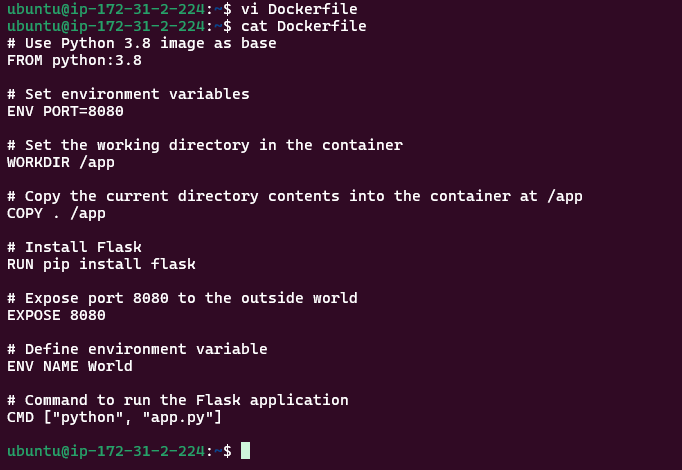 ubuntu@ip-172-31-2-224:~$ vi Dockerfile
ubuntu@ip-172-31-2-224:~$ cat Dockerfile
# Use Python 3.8 image as base
FROM python:3.8
# Set environment variables
ENV PORT=8080
# Set the working directory in the container
WORKDIR /app
# Copy the current directory contents into the container at /app
COPY . /app
# Install Flask
RUN pip install flask
# Expose port 8080 to the outside world
EXPOSE 8080
# Define environment variable
ENV NAME World
# Command to run the Flask application
CMD ["python", "app.py"]
ubuntu@ip-172-31-2-224:~$